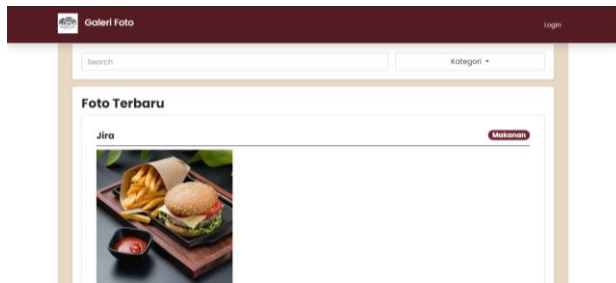 Galeri Foto
Login
Search
Kategori
Foto Terbaru
Jira
Makanan